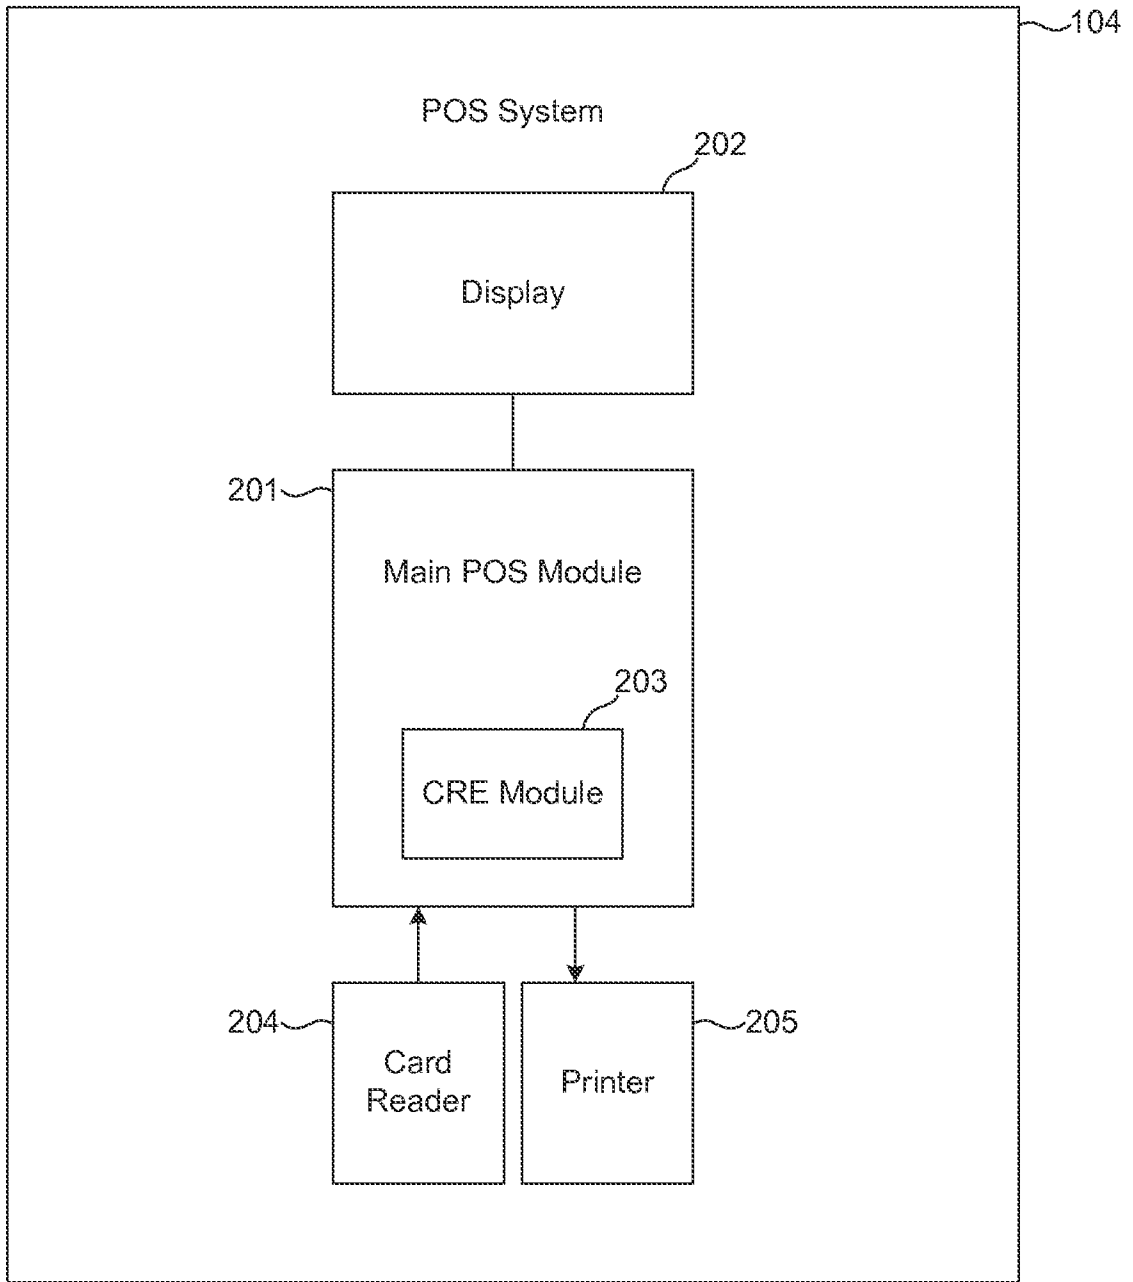 104
POS System
202
Display
201
Main POS Module
203
CRE Module
204
Card
Reader
205
Printer